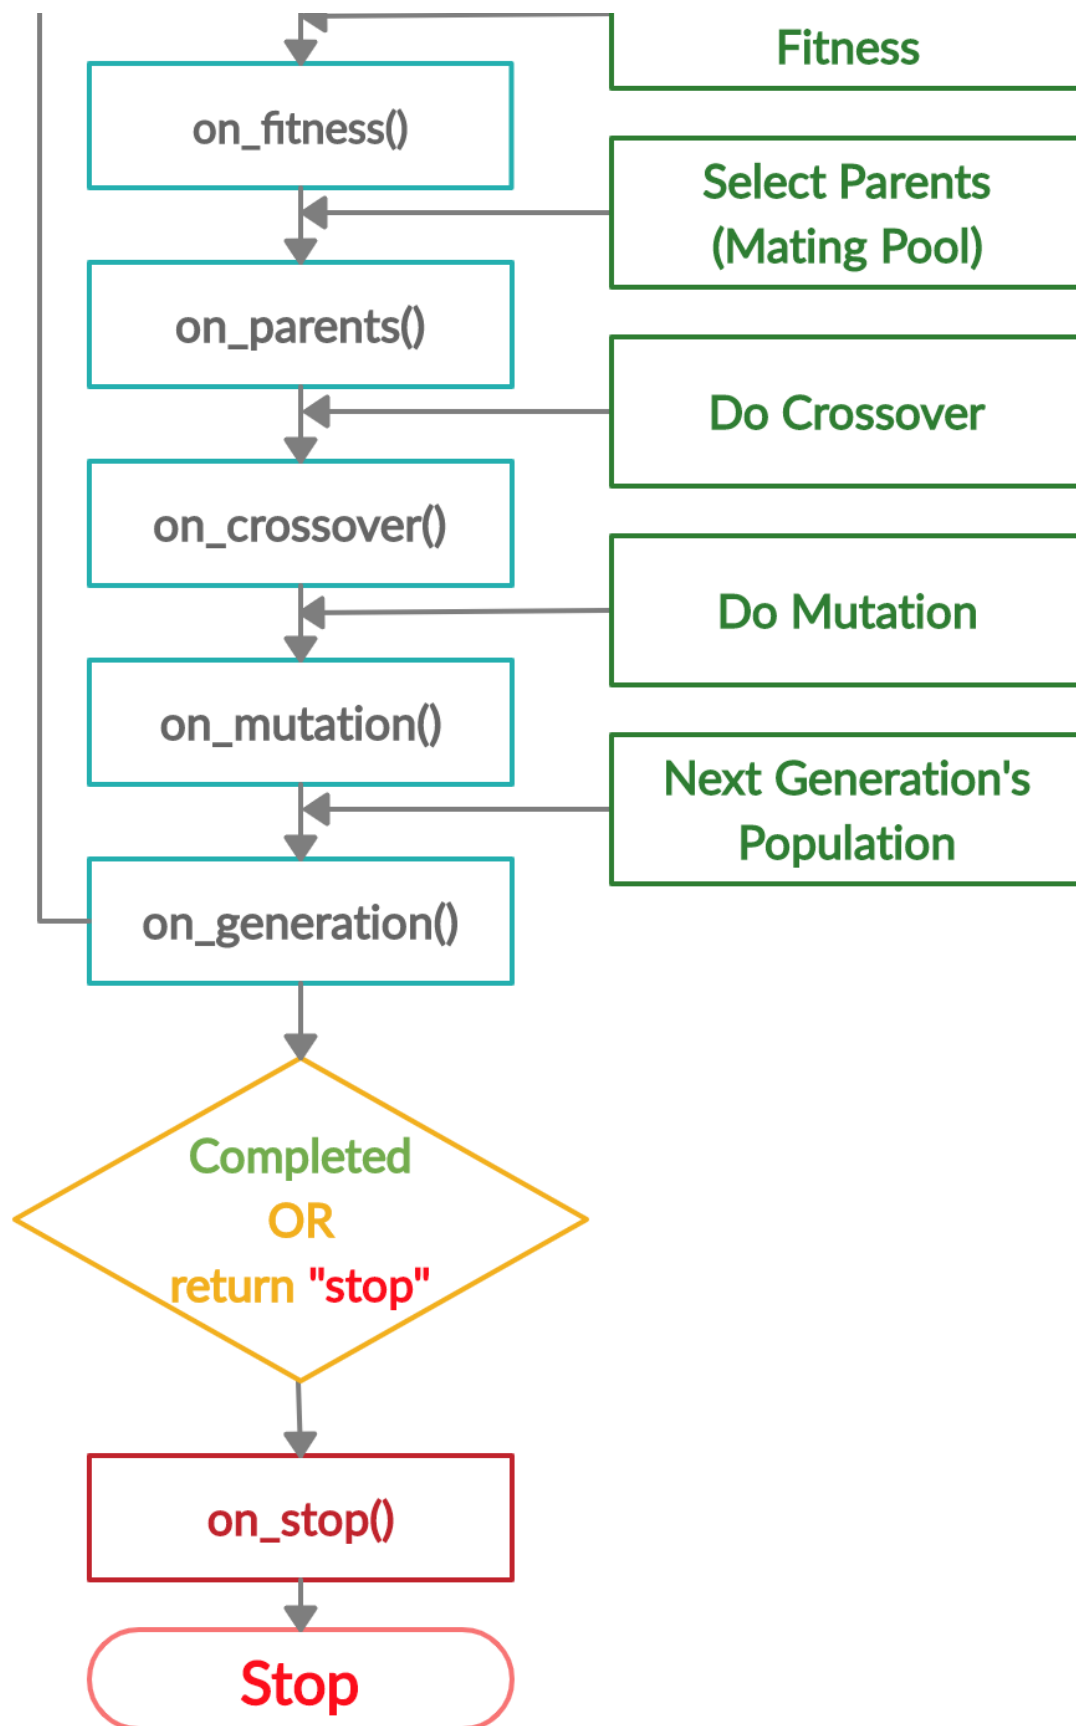 Fitness
on_fitness()
Select Parents
(Mating Pool)
on_parents()
Do Crossover
on_crossover()
Do Mutation
on_mutation()
Next Generation's
Population
on_generation()
Completed
OR
return "stop"
on_stop()
Stop